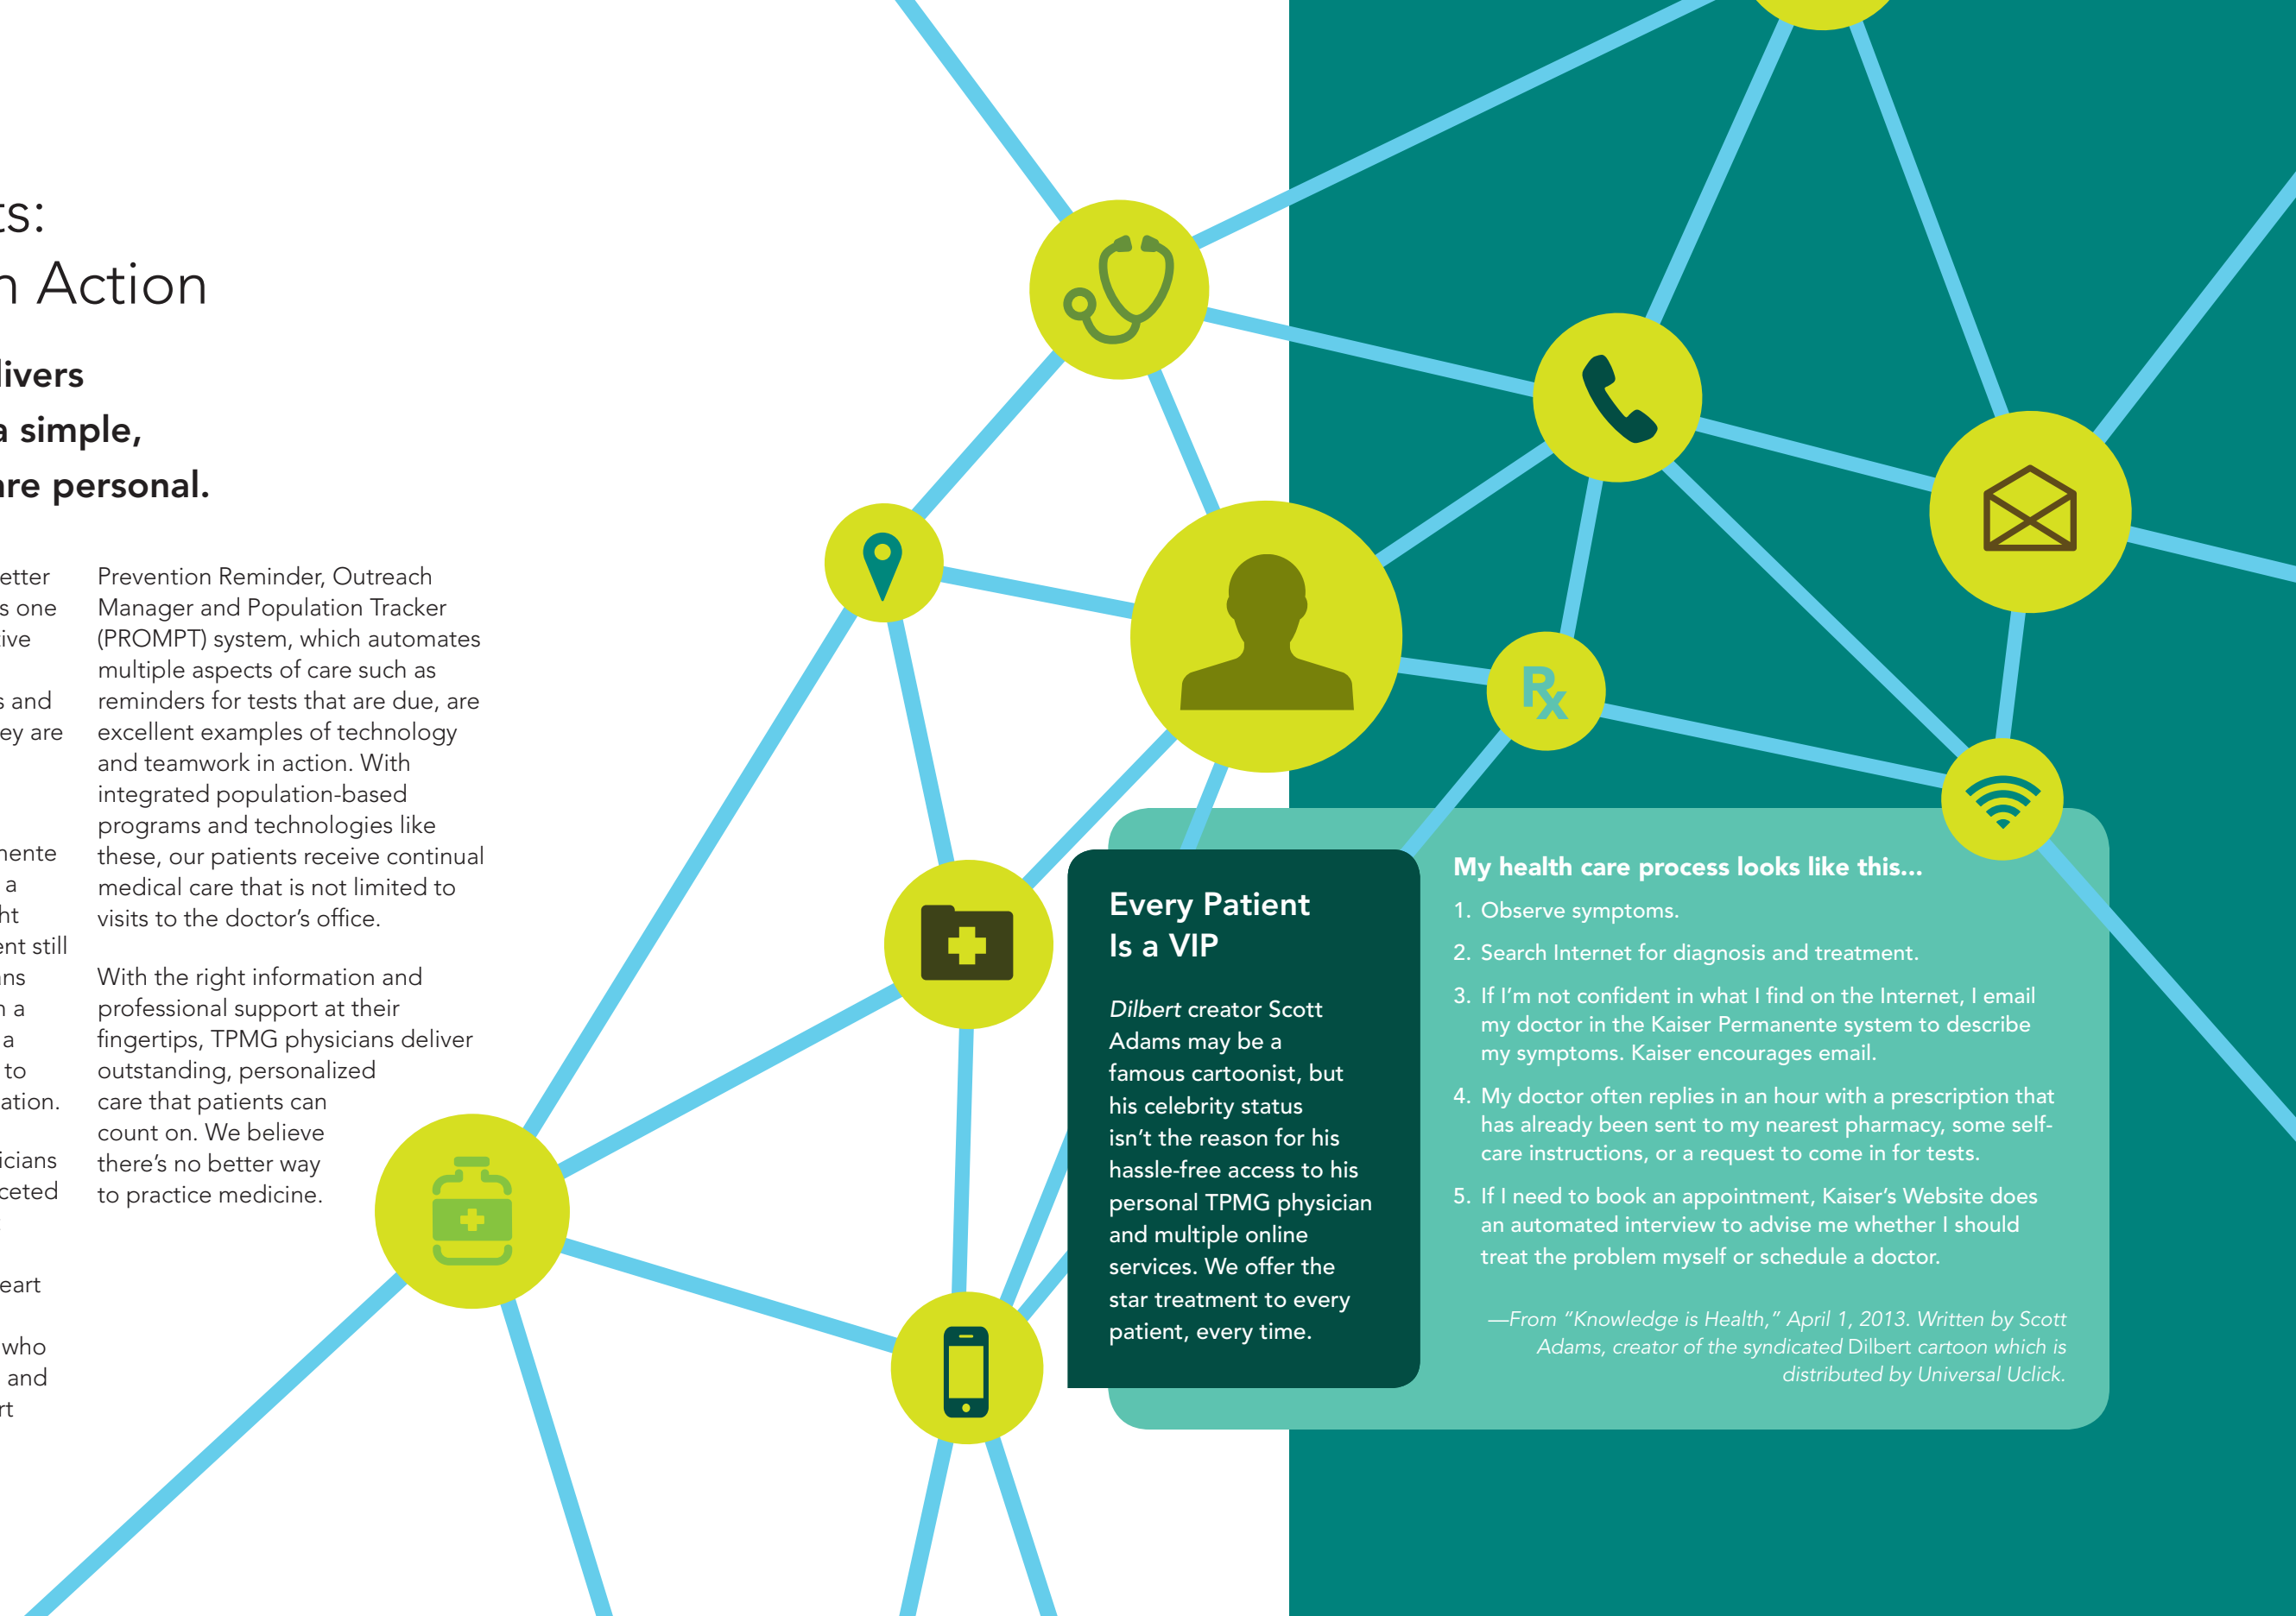 ts:
n Action
livers
a simple,
are personal.
etter
s one
tive
s and
ey are
nente
a
ht
ent still
ans
n a
a
to
ation.
icians
ceted
eart
who
and
rt
Prevention Reminder, Outreach
Manager and Population Tracker
(PROMPT) system, which automates
multiple aspects of care such as
reminders for tests that are due, are
excellent examples of technology
and teamwork in action. With
integrated population-based
programs and technologies like
these, our patients receive continual
medical care that is not limited to
visits to the doctor’s office.
With the right information and
professional support at their
fingertips, TPMG physicians deliver
outstanding, personalized
care that patients can
count on. We believe
there’s no better way
to practice medicine.
Rx
Every Patient
Is a VIP
Dilbert creator Scott
Adams may be a
famous cartoonist, but
his celebrity status
isn’t the reason for his
hassle-free access to his
personal TPMG physician
and multiple online
services. We offer the
star treatment to every
patient, every time.
My health care process looks like this...
1. Observe symptoms.
2. Search Internet for diagnosis and treatment.
3. If I’m not confident in what I find on the Internet, I email
my doctor in the Kaiser Permanente system to describe
my symptoms. Kaiser encourages email.
4. My doctor often replies in an hour with a prescription that
has already been sent to my nearest pharmacy, some self-
care instructions, or a request to come in for tests.
5. If I need to book an appointment, Kaiser’s Website does
an automated interview to advise me whether I should
treat the problem myself or schedule a doctor.
—From “Knowledge is Health,” April 1, 2013. Written by Scott
Adams, creator of the syndicated Dilbert cartoon which is
distributed by Universal Uclick.